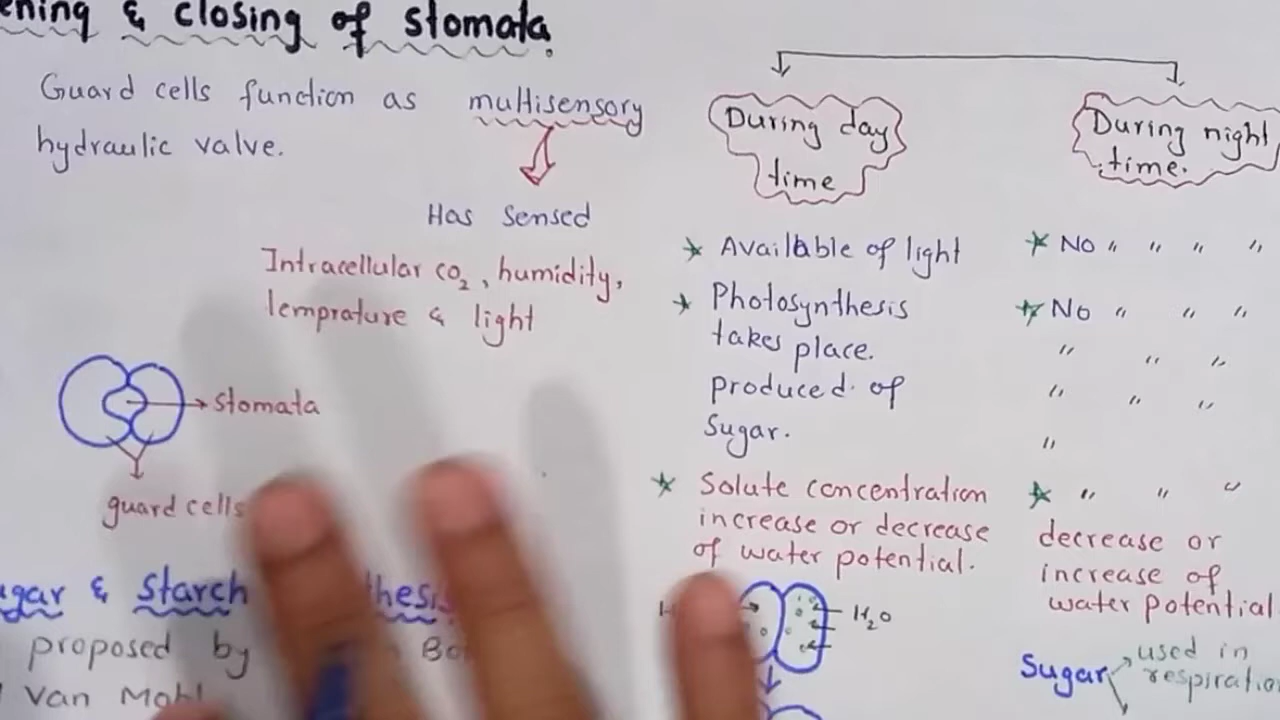 ening & closing of stomata.
Guard cells function as multisensory
hydraulic valve.
Has sensed
Intracellular co2, humidity,
temprature & light
stomata
guard cells
ugar & Starch thesis
proposed by
Van Mohl
During day
time
★ Available of light
★ Photosynthesis
takes place.
produced of
Sugar.
★ Solute concentration
increase or decrease
of water potential.
H2O
During night
time.
★ No " " " "
★ No " " "
" " "
" " "
"
★ " " "
decrease or
increase of
water potential
Sugar
used in
respiration